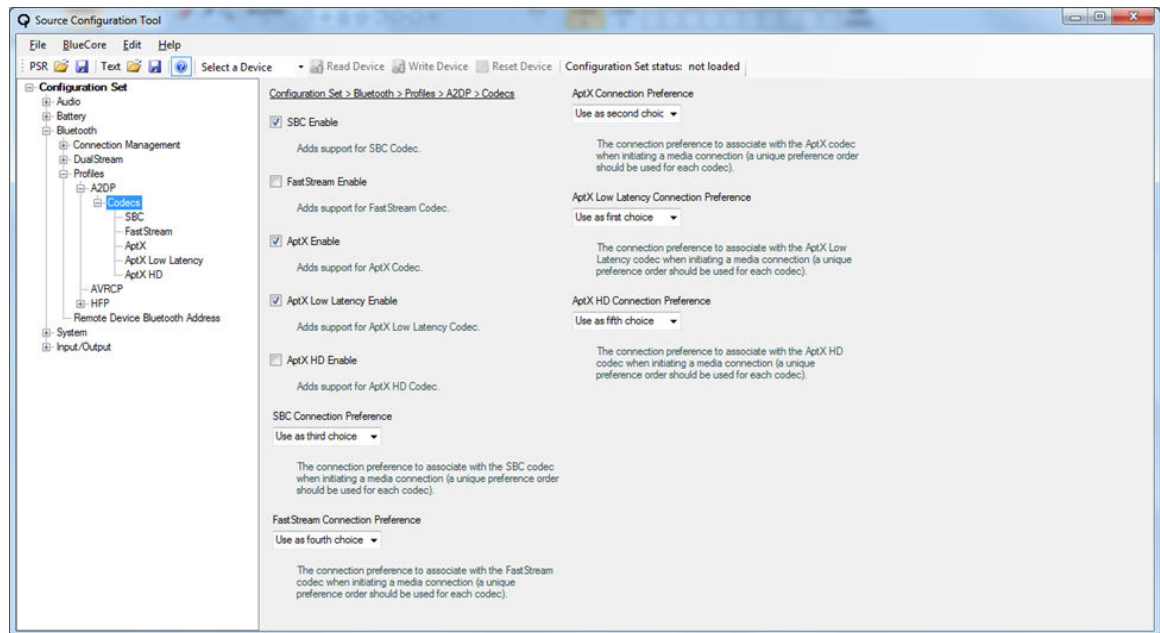 Source Configuration Tool
File BlueCore Edit Help
PSR Text Select a Device Read Device Write Device Reset Device Configuration Set status: not loaded
Configuration Set
Audio
Battery
Bluetooth
Connection Management
DualStream
Profiles
A2DP
Codecs
SBC
FastStream
AptX
AptX Low Latency
AptX HD
AVRCP
HFP
Remote Device Bluetooth Address
System
Input/Output
Configuration Set > Bluetooth > Profiles > A2DP > Codecs
SBC Enable
Adds support for SBC Codec.
FastStream Enable
Adds support for FastStream Codec.
AptX Enable
Adds support for AptX Codec.
AptX Low Latency Enable
Adds support for AptX Low Latency Codec.
AptX HD Enable
Adds support for AptX HD Codec.
SBC Connection Preference
Use as third choice
The connection preference to associate with the SBC codec
when initiating a media connection (a unique preference order
should be used for each codec).
FastStream Connection Preference
Use as fourth choice
The connection preference to associate with the FastStream
codec when initiating a media connection (a unique
preference order should be used for each codec).
AptX Connection Preference
Use as second choic
The connection preference to associate with the AptX codec
when initiating a media connection (a unique preference order
should be used for each codec).
AptX Low Latency Connection Preference
Use as first choice
The connection preference to associate with the AptX Low
Latency codec when initiating a media connection (a unique
preference order should be used for each codec).
AptX HD Connection Preference
Use as fifth choice
The connection preference to associate with the AptX HD
codec when initiating a media connection (a unique
preference order should be used for each codec).